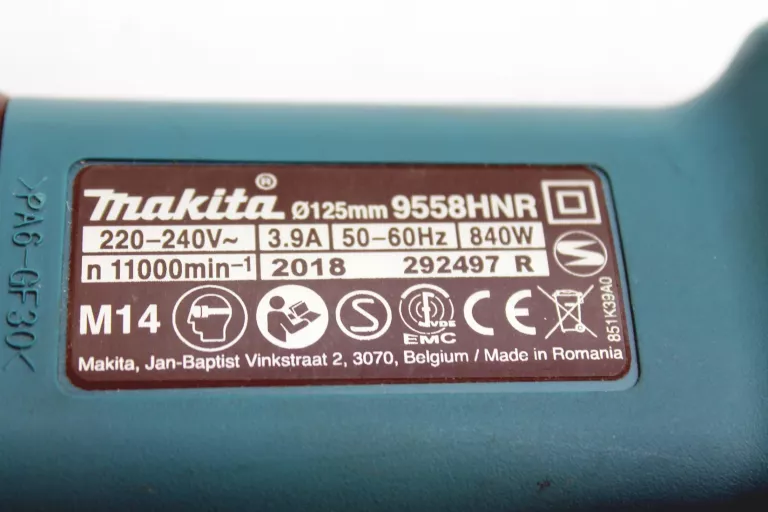 >PA6-GF30<
makita® Ø125mm 9558HNR
220-240V~ 3.9A 50-60Hz 840W
n 11000min-1 2018 292497 R
M14 S VDE EMC CE
851K39A0
Makita, Jan-Baptist Vinkstraat 2, 3070, Belgium / Made in Romania